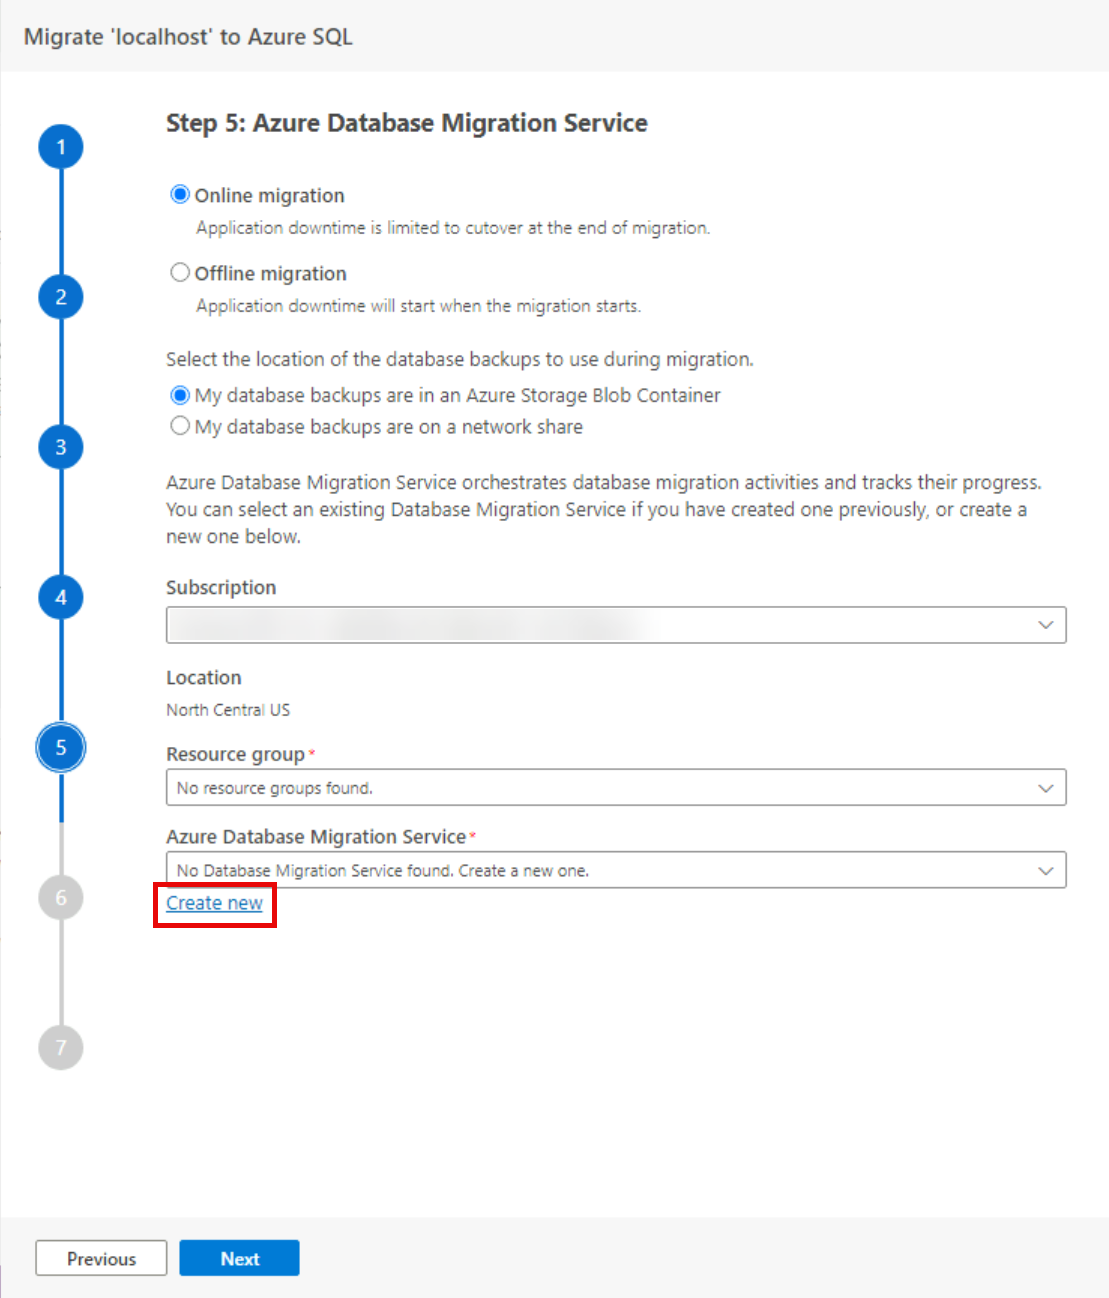 Migrate 'localhost' to Azure SQL
Step 5: Azure Database Migration Service
1
Online migration
Application downtime is limited to cutover at the end of migration.
Offline migration
2
Application downtime will start when the migration starts.
Select the location of the database backups to use during migration.
My database backups are in an Azure Storage Blob Container
My database backups are on a network share
3
Azure Database Migration Service orchestrates database migration activities and tracks their progress.
You can select an existing Database Migration Service if you have created one previously, or create a
new one below.
Subscription
4
Location
North Central US
5
Resource group *
No resource groups found.
Azure Database Migration Service *
No Database Migration Service found. Create a new one.
6
Create new
7
Previous
Next